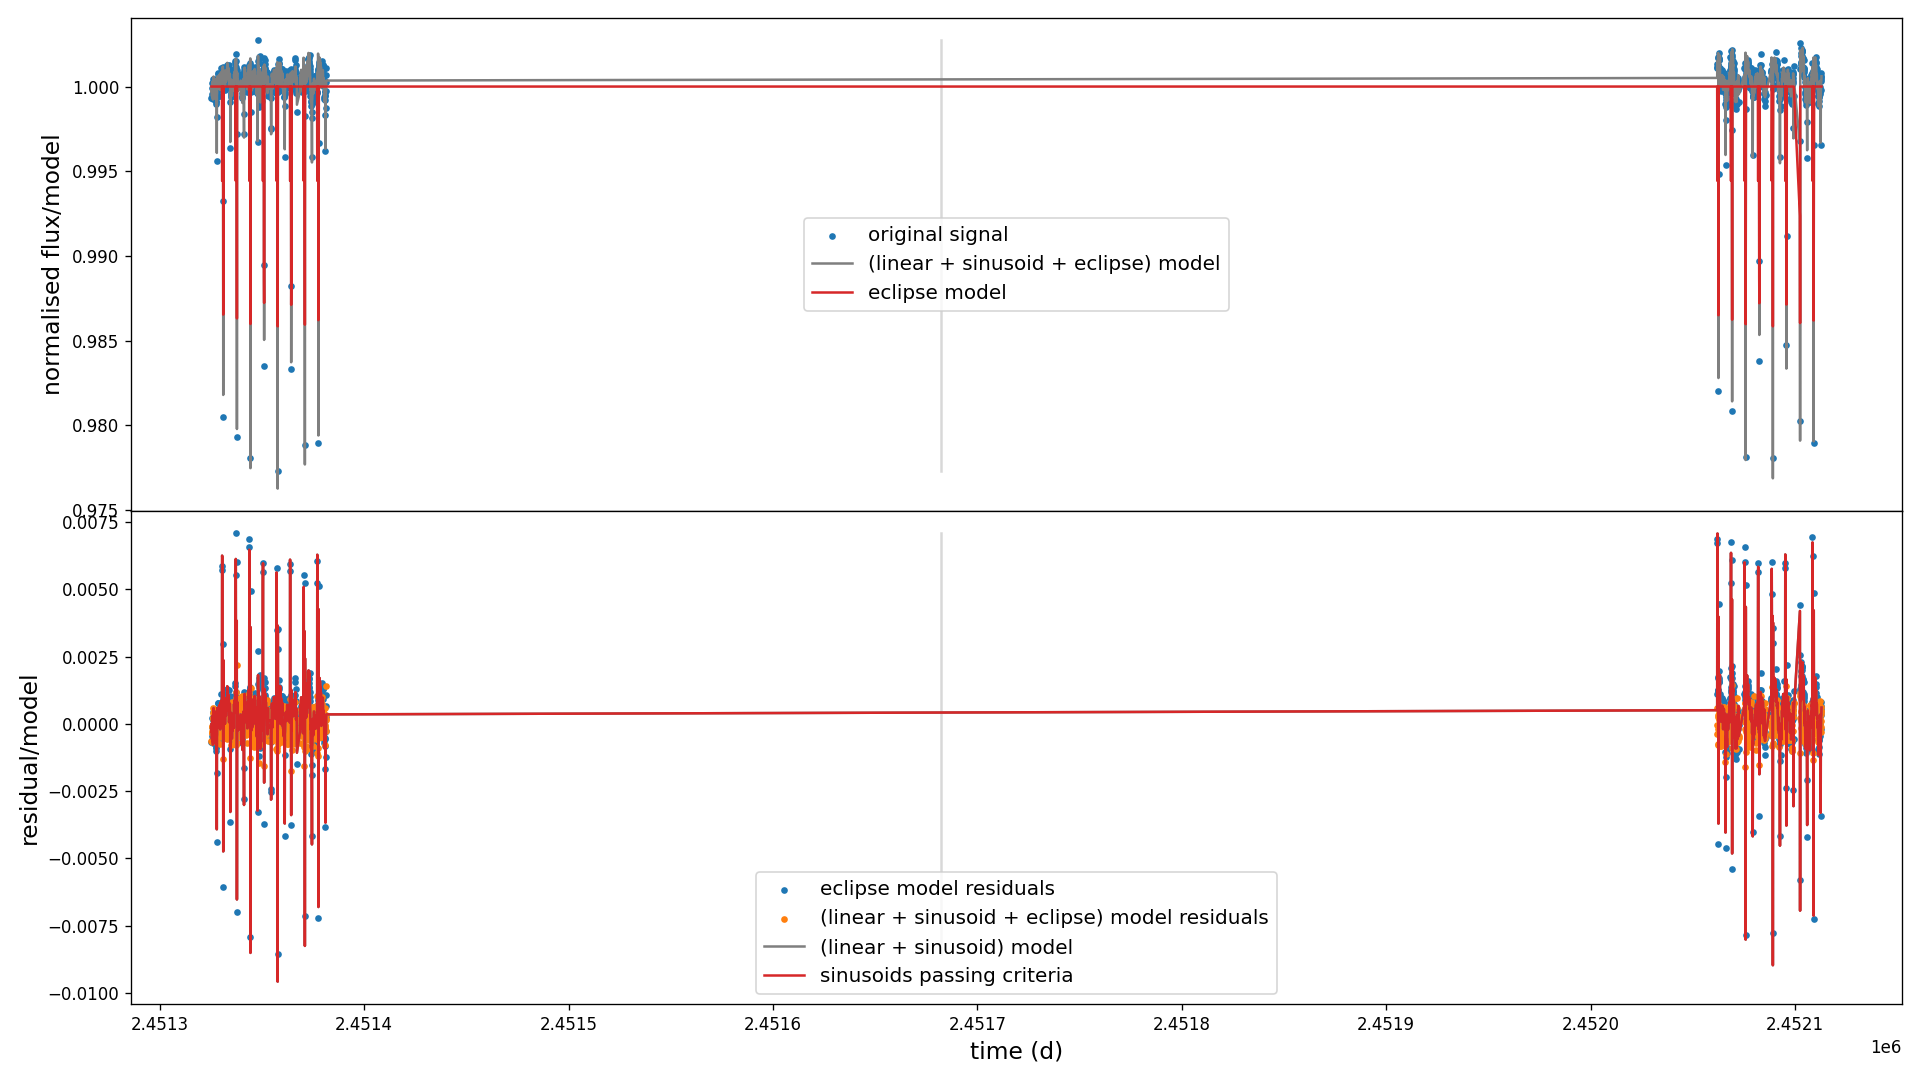 1.000
0.995
0.990
0.985
0.980
0.975
normalised flux/model
original signal
(linear + sinusoid + eclipse) model
eclipse model
0.0075
0.0050
0.0025
0.0000
−0.0025
−0.0050
−0.0075
−0.0100
residual/model
eclipse model residuals
(linear + sinusoid + eclipse) model residuals
(linear + sinusoid) model
sinusoids passing criteria
2.4513 2.4514 2.4515 2.4516 2.4517 2.4518 2.4519 2.4520 2.4521
time (d)
1e6